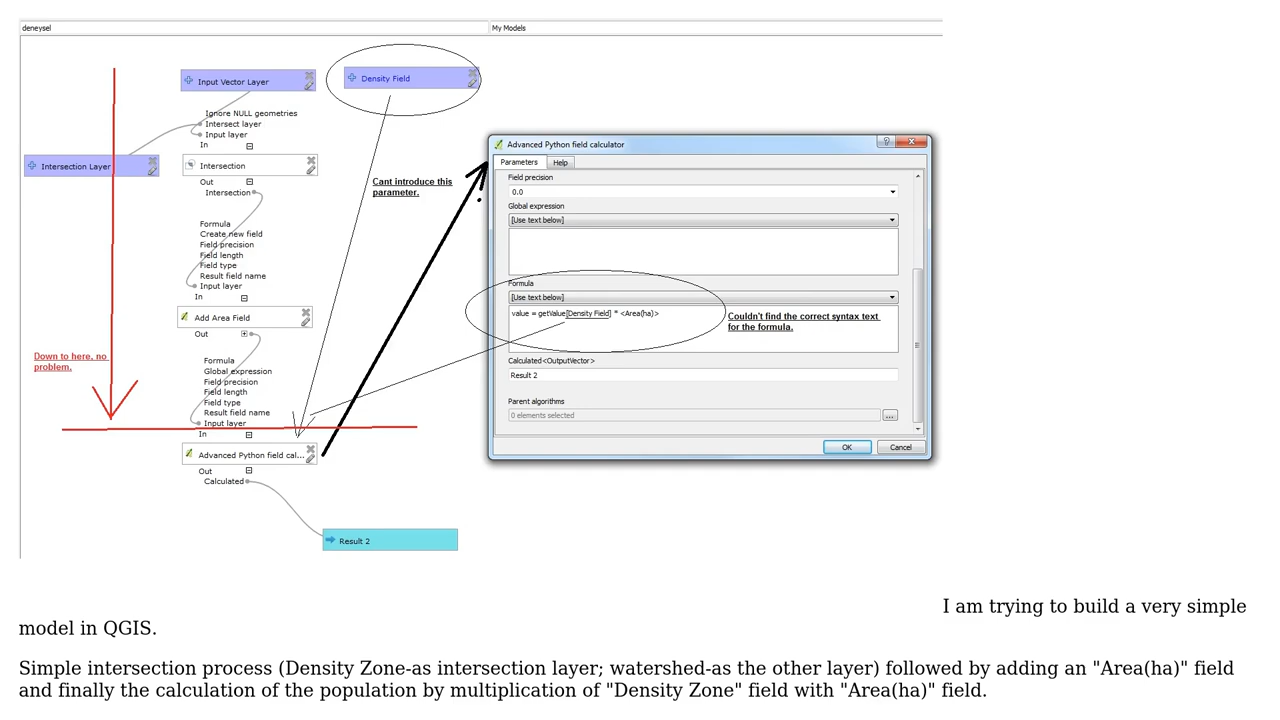 deneysel
My Models
Input Vector Layer
Density Field
Ignore NULL geometries
Intersect layer
Input layer
In
Intersection Layer
Intersection
Out
Intersection
Cant introduce this
parameter.
Formula
Create new field
Field precision
Field length
Field type
Result field name
Input layer
In
Add Area Field
Out
Down to here, no
problem.
Formula
Global expression
Field precision
Field length
Field type
Result field name
Input layer
In
Advanced Python field cal...
Out
Calculated
Result 2
Advanced Python field calculator
Parameters
Help
Field precision
0.0
Global expression
[Use text below]
Formula
[Use text below]
value = getValue[Density Field] * <Area(ha)>
Couldn't find the correct syntax text
for the formula.
Calculated<OutputVector>
Result 2
Parent algorithms
0 elements selected
...
OK
Cancel
I am trying to build a very simple
model in QGIS.
Simple intersection process (Density Zone-as intersection layer; watershed-as the other layer) followed by adding an "Area(ha)" field
and finally the calculation of the population by multiplication of "Density Zone" field with "Area(ha)" field.